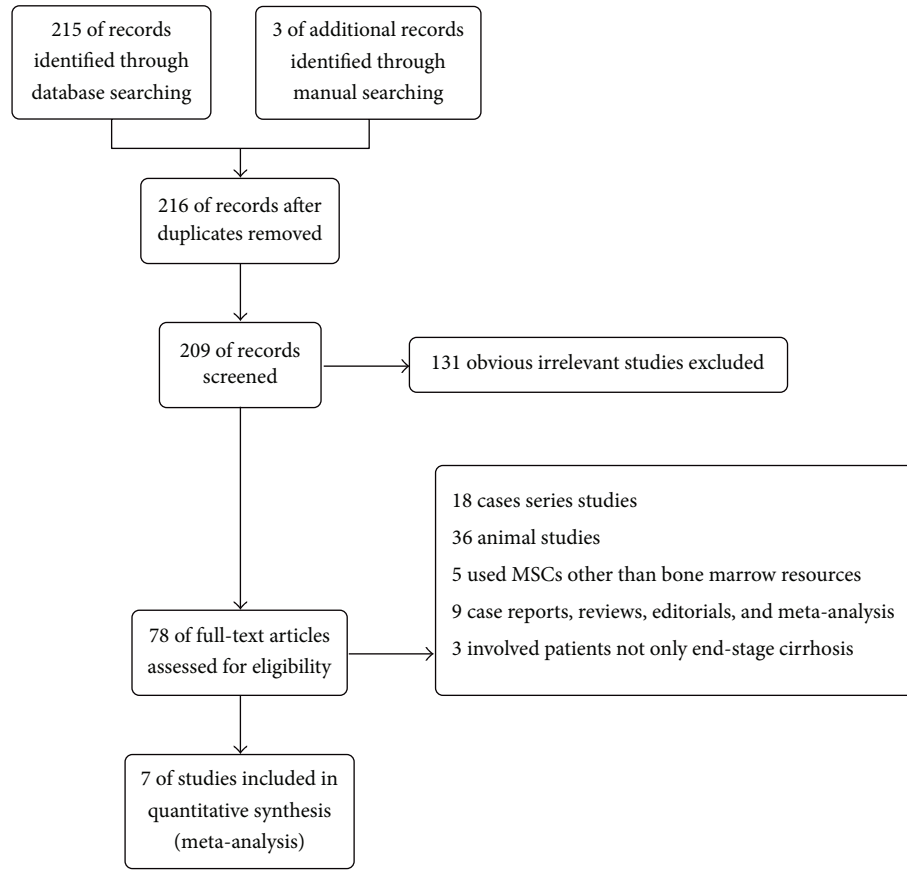 215 of records
identified through
database searching
3 of additional records
identified through
manual searching
216 of records after
duplicates removed
209 of records
screened
131 obvious irrelevant studies excluded
18 cases series studies
36 animal studies
5 used MSCs other than bone marrow resources
9 case reports, reviews, editorials, and meta-analysis
3 involved patients not only end-stage cirrhosis
78 of full-text articles
assessed for eligibility
7 of studies included in
quantitative synthesis
(meta-analysis)